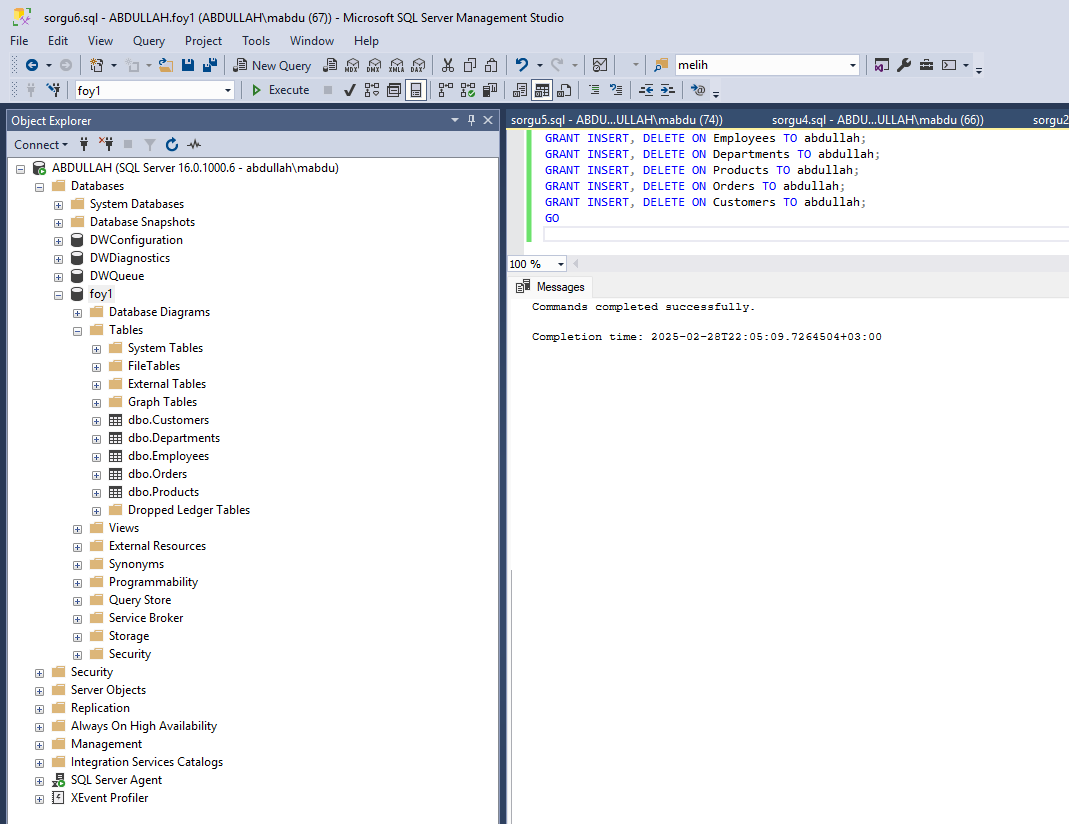 sorgu6.sql - ABDULLAH.foy1 (ABDULLAH\mabdu (67)) - Microsoft SQL Server Management Studio
File Edit View Query Project Tools Window Help
New Query MDX DMX XMLA DAX melih
foy1 Execute
Object Explorer
Connect
ABDULLAH (SQL Server 16.0.1000.6 - abdullah\mabdu)
Databases
System Databases
Database Snapshots
DWConfiguration
DWDiagnostics
DWQueue
foy1
Database Diagrams
Tables
System Tables
FileTables
External Tables
Graph Tables
dbo.Customers
dbo.Departments
dbo.Employees
dbo.Orders
dbo.Products
Dropped Ledger Tables
Views
External Resources
Synonyms
Programmability
Query Store
Service Broker
Storage
Security
Security
Server Objects
Replication
Always On High Availability
Management
Integration Services Catalogs
SQL Server Agent
XEvent Profiler
sorgu5.sql - ABDU...ULLAH\mabdu (74)) sorgu4.sql - ABDU...ULLAH\mabdu (66)) sorgu2
GRANT INSERT, DELETE ON Employees TO abdullah;
GRANT INSERT, DELETE ON Departments TO abdullah;
GRANT INSERT, DELETE ON Products TO abdullah;
GRANT INSERT, DELETE ON Orders TO abdullah;
GRANT INSERT, DELETE ON Customers TO abdullah;
GO
100 %
Messages
Commands completed successfully.
Completion time: 2025-02-28T22:05:09.7264504+03:00